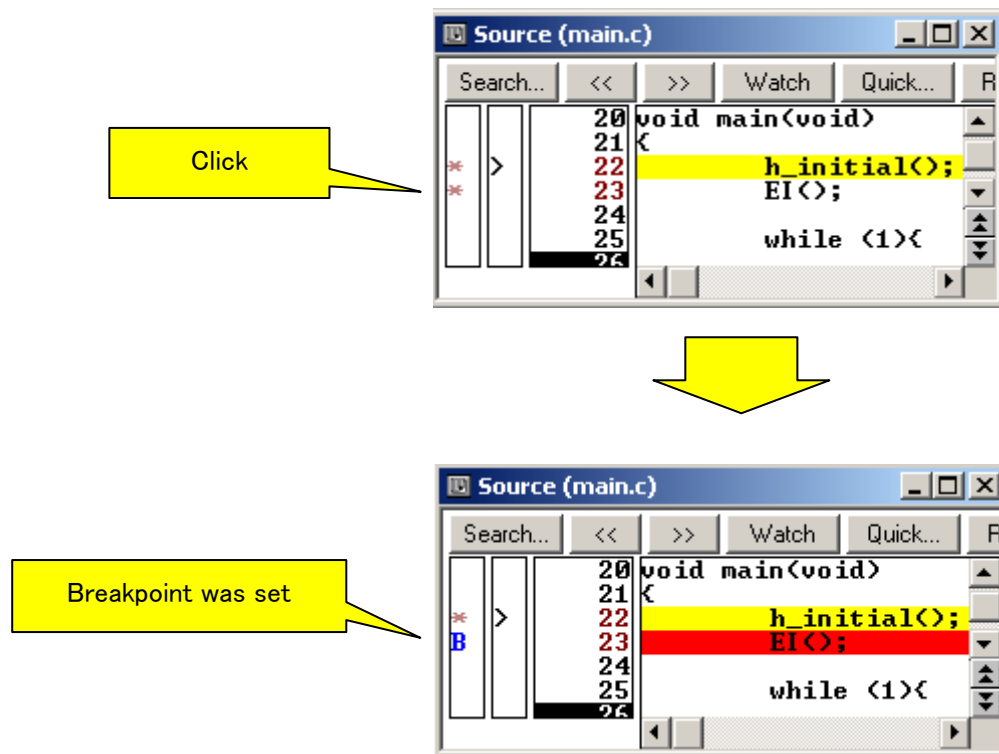 Source (main.c)
Search... << >> Watch Quick... R
20 void main(void)
21 {
Click
* > 22 h_initial();
* 23 EI();
24
25 while (1){
26
Source (main.c)
Search... << >> Watch Quick... R
20 void main(void)
21 {
Breakpoint was set
* > 22 h_initial();
B 23 EI();
24
25 while (1){
26